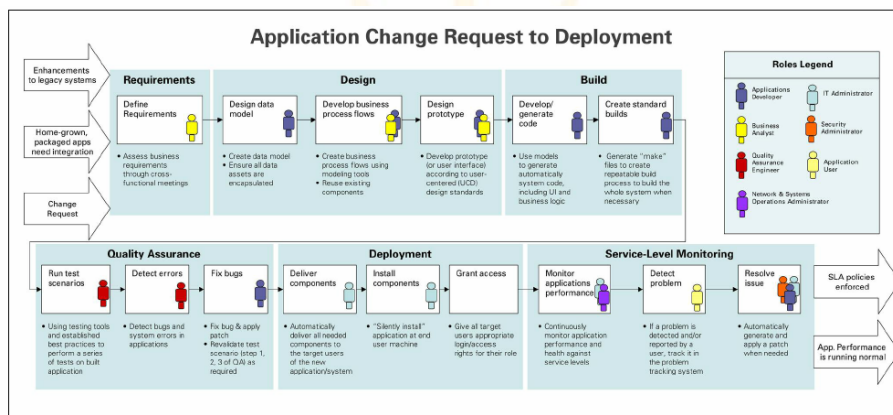 Application Change Request to Deployment
Enhancements
to legacy systems
Home-grown,
packaged apps
need integration
Change
Request
Requirements
Define
Requirements
• Assess business
requirements
through cross-
functional meetings
Design
Design data
model
• Create data model
• Ensure all data
assets are
encapsulated
Develop business
process flows
• Create business
process flows using
modeling tools
• Reuse existing
components
Design
prototype
• Develop prototype
(or user interface)
according to user-
centered (UCD)
design standards
Build
Develop/
generate
code
• Use models
to generate
automatically
system code,
including UI and
business logic
Create standard
builds
• Generate "make"
files to create
repeatable build
process to build the
whole system when
necessary
Roles Legend
Applications
Developer
IT Administrator
Business
Analyst
Security
Administrator
Quality
Assurance
Engineer
Application
User
Network & Systems
Operations Administrator
Quality Assurance
Run test
scenarios
• Using testing tools
and established
best practices to
perform a series
of tests on built
application
Detect errors
• Detect bugs and
system errors in
applications
Fix bugs
• Fix bug & apply
patch
• Revalidate test
scenario (step 1,
2, 3 of QA) as
required
Deployment
Deliver
components
• Automatically
deliver all needed
components to
the target users
of the new
application/system
Install
components
• "Silently install"
application at end
user machine
Grant access
• Give all target
users appropriate
login/access
rights for their role
Service-Level Monitoring
Monitor
applications
performance
• Continuously
monitor application
performance and
health against
service levels
Detect
problem
• If a problem is
detected and/or
reported by a
user, track it in
the problem
tracking system
Resolve
issue
• Automatically
generate and
apply a patch
when needed
SLA policies
enforced
App. Performance
is running normal